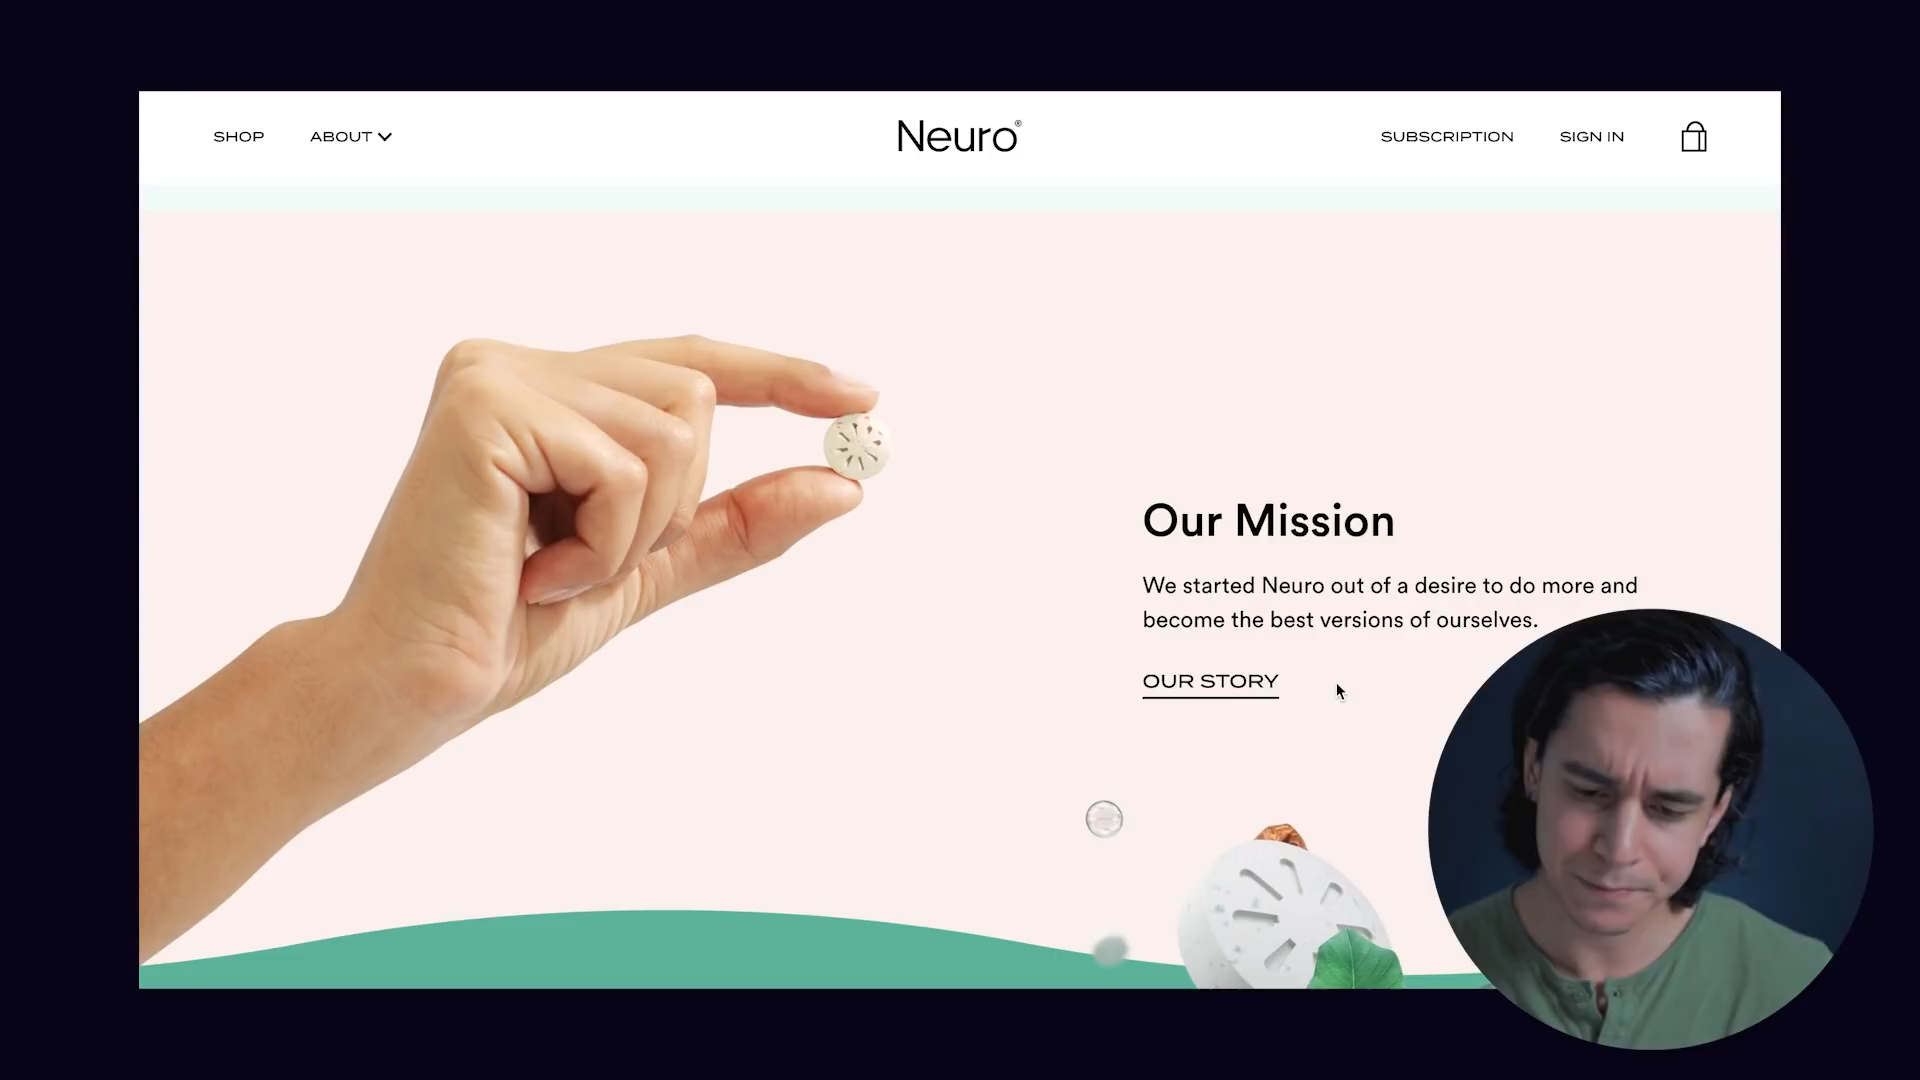 SHOP
ABOUT
Neuro®
SUBSCRIPTION
SIGN IN
Our Mission
We started Neuro out of a desire to do more and
become the best versions of ourselves.
OUR STORY